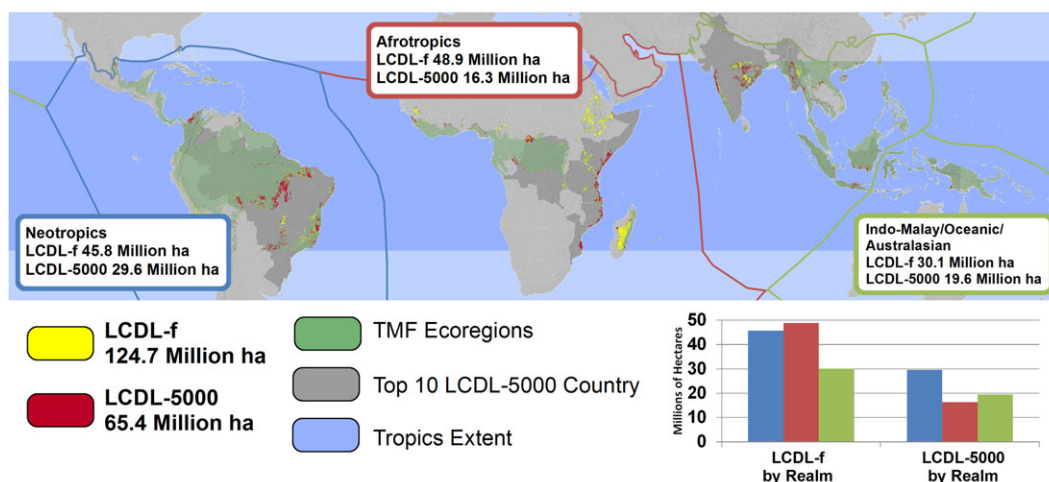 Afrotropics
LCDL-f 48.9 Million ha
LCDL-5000 16.3 Million ha
Neotropics
LCDL-f 45.8 Million ha
LCDL-5000 29.6 Million ha
Indo-Malay/Oceanic/
Australasian
LCDL-f 30.1 Million ha
LCDL-5000 19.6 Million ha
LCDL-f
124.7 Million ha
LCDL-5000
65.4 Million ha
TMF Ecoregions
Top 10 LCDL-5000 Country
Tropics Extent
Millions of Hectares
50
40
30
20
10
0
LCDL-f
by Realm
LCDL-5000
by Realm